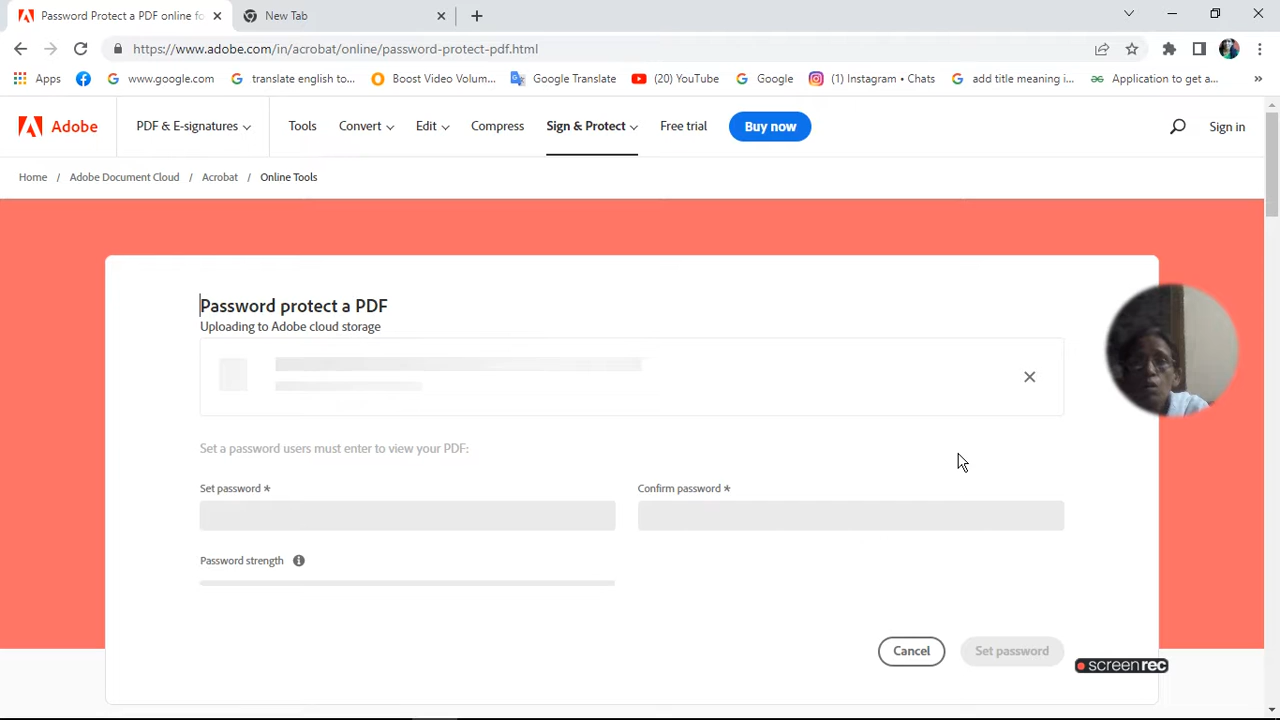 Password Protect a PDF online fo
New Tab
https://www.adobe.com/in/acrobat/online/password-protect-pdf.html
Apps
www.google.com
translate english to...
Boost Video Volum...
Google Translate
(20) YouTube
Google
(1) Instagram • Chats
add title meaning i...
Application to get a...
»
Adobe
PDF & E-signatures
Tools
Convert
Edit
Compress
Sign & Protect
Free trial
Buy now
Sign in
Home / Adobe Document Cloud / Acrobat / Online Tools
Password protect a PDF
Uploading to Adobe cloud storage
Set a password users must enter to view your PDF:
Set password *
Confirm password *
Password strength
Cancel
Set password
screenrec